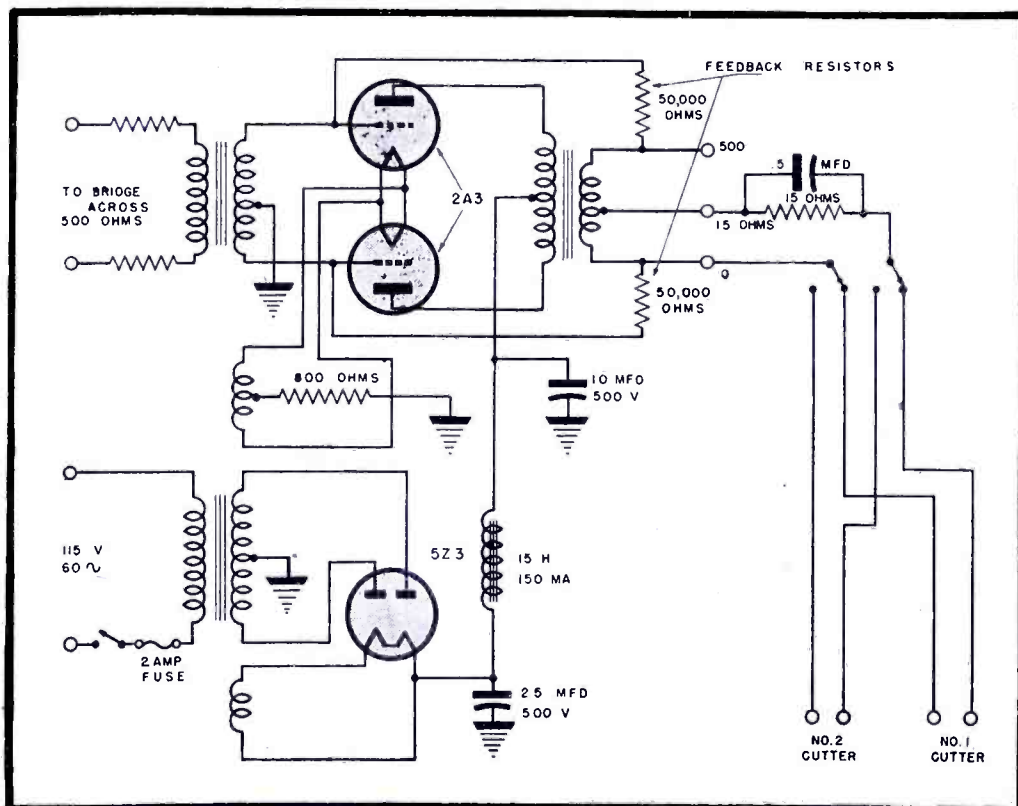 FEEDBACK RESISTORS
50,000
OHMS
500
.5 MFD
15 OHMS
15 OHMS
TO BRIDGE
ACROSS
500 OHMS
2A3
0
50,000
OHMS
800 OHMS
10 MFD
500 V
115 V
60 ∿
2 AMP
FUSE
5Z3
15 H
150 MA
25 MFD
500 V
NO. 2
CUTTER
NO. 1
CUTTER